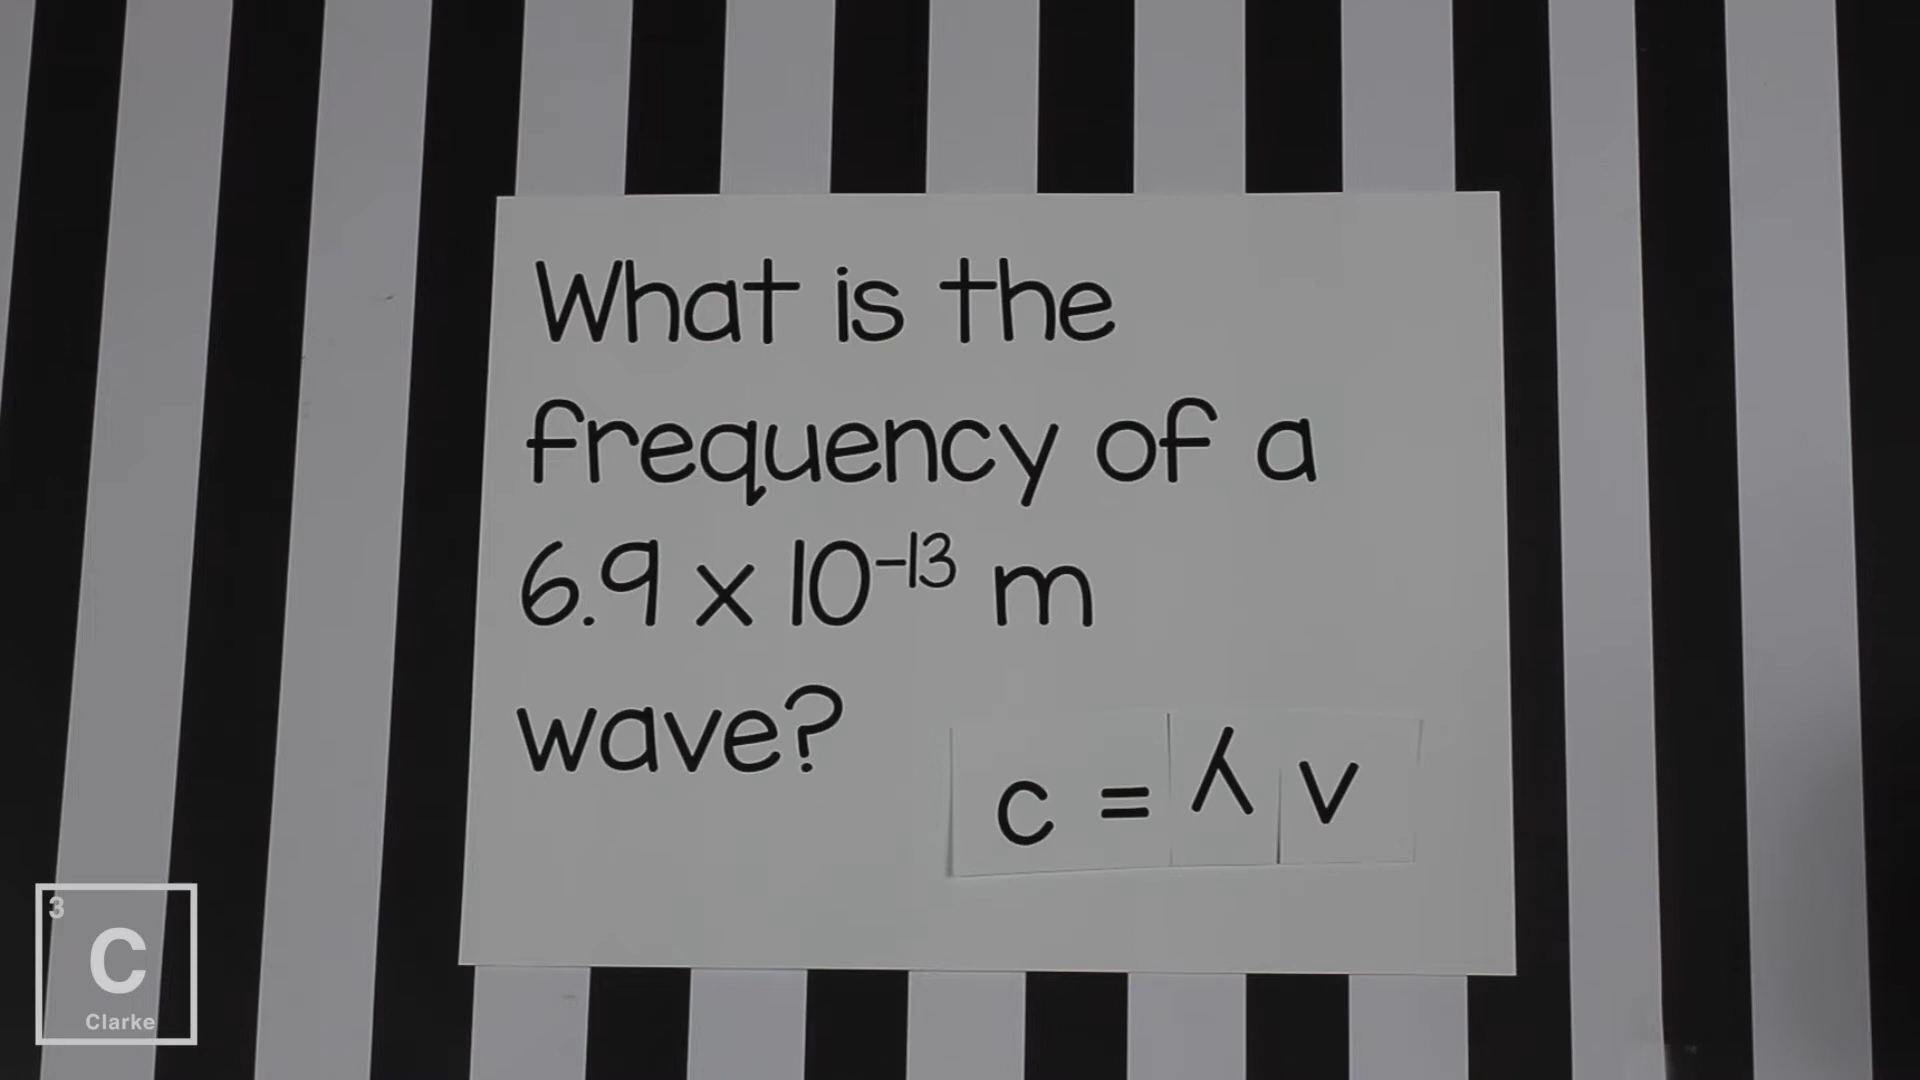 What is the
frequency of a
6.9 x 10⁻¹³ m
wave?
c = λ v
3
C
Clarke